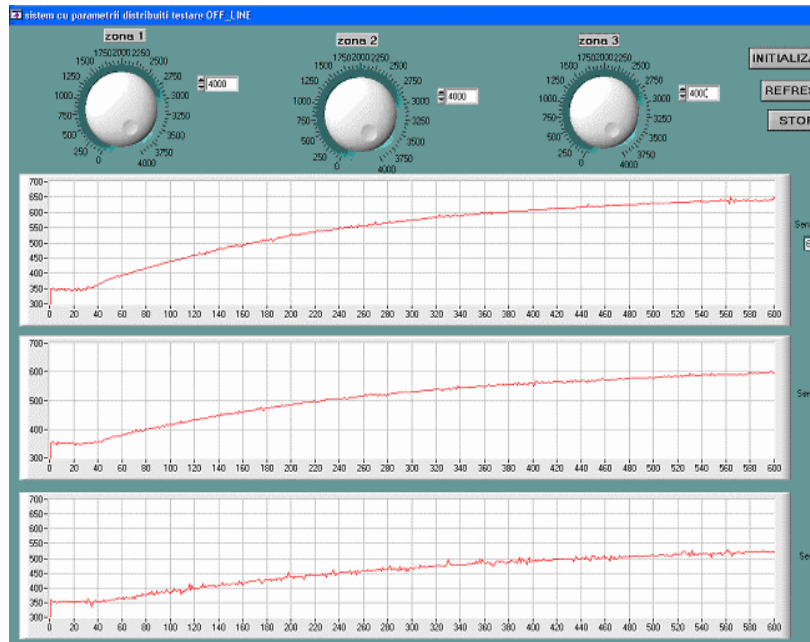 sistem cu parametrii distribuiti testare OFF_LINE
zona 1
0 250 500 750 1000 1250 1500 1750 2000 2250 2500 2750 3000 3250 3500 3750 4000
4000
zona 2
0 250 500 750 1000 1250 1500 1750 2000 2250 2500 2750 3000 3250 3500 3750 4000
4000
zona 3
0 250 500 750 1000 1250 1500 1750 2000 2250 2500 2750 3000 3250 3500 3750 4000
INITIALIZA
REFRES
STOP
700
650
600
550
500
450
400
350
300
0 20 40 60 80 100 120 140 160 180 200 220 240 260 280 300 320 340 360 380 400 420 440 460 480 500 520 540 560 580 600
700
600
500
400
300
0 20 40 60 80 100 120 140 160 180 200 220 240 260 280 300 320 340 360 380 400 420 440 460 480 500 520 540 560 580 600
700
650
600
550
500
450
400
350
300
0 20 40 60 80 100 120 140 160 180 200 220 240 260 280 300 320 340 360 380 400 420 440 460 480 500 520 540 560 580 600